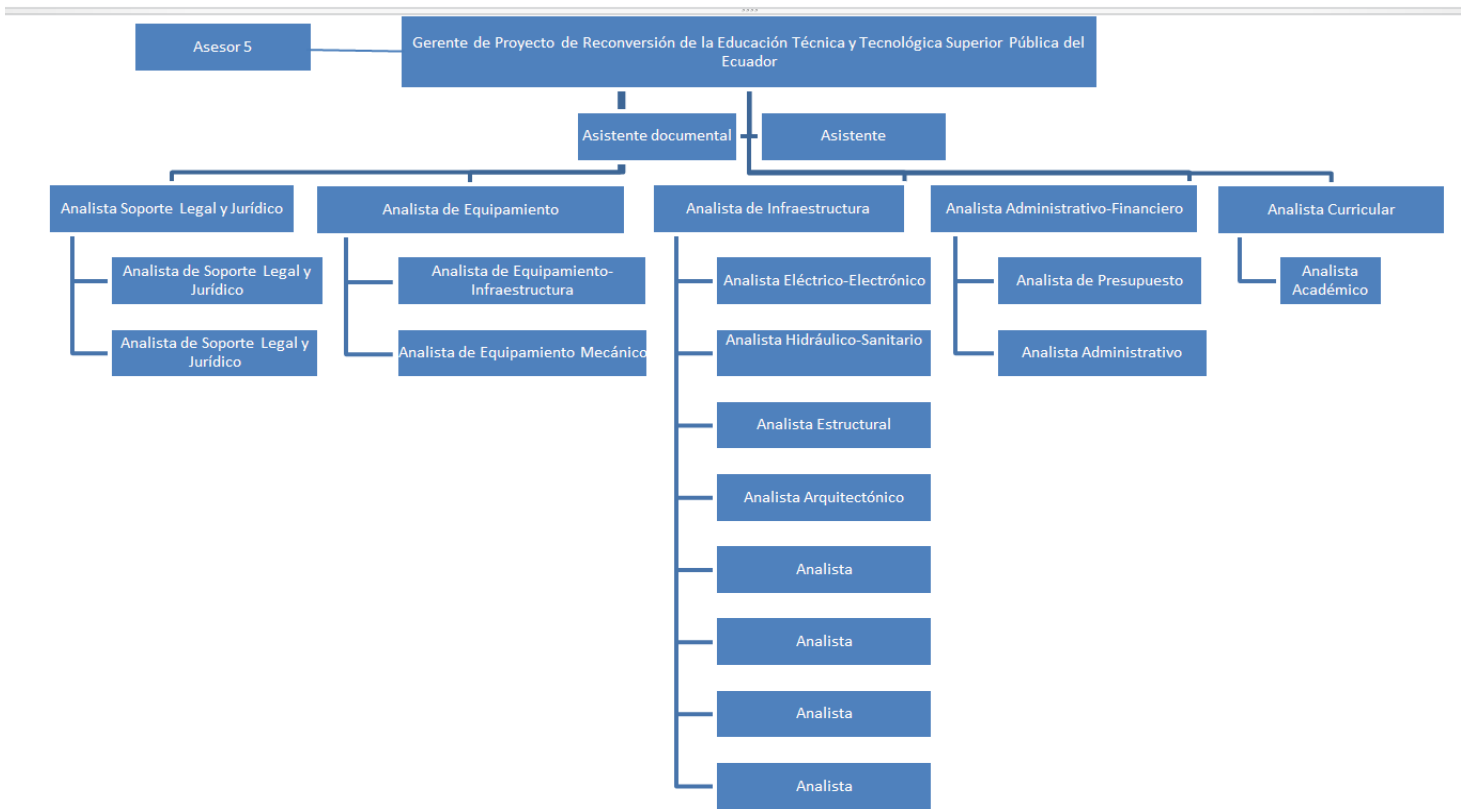 Asesor 5
Gerente de Proyecto de Reconversión de la Educación Técnica y Tecnológica Superior Pública del
Ecuador
Asistente documental
Asistente
Analista Soporte Legal y Jurídico
Analista de Equipamiento
Analista de Infraestructura
Analista Administrativo-Financiero
Analista Curricular
Analista de Soporte Legal y
Jurídico
Analista de Soporte Legal y
Jurídico
Analista de Equipamiento-
Infraestructura
Analista de Equipamiento Mecánico
Analista Eléctrico-Electrónico
Analista Hidráulico-Sanitario
Analista Estructural
Analista Arquitectónico
Analista
Analista
Analista
Analista
Analista de Presupuesto
Analista Administrativo
Analista
Académico